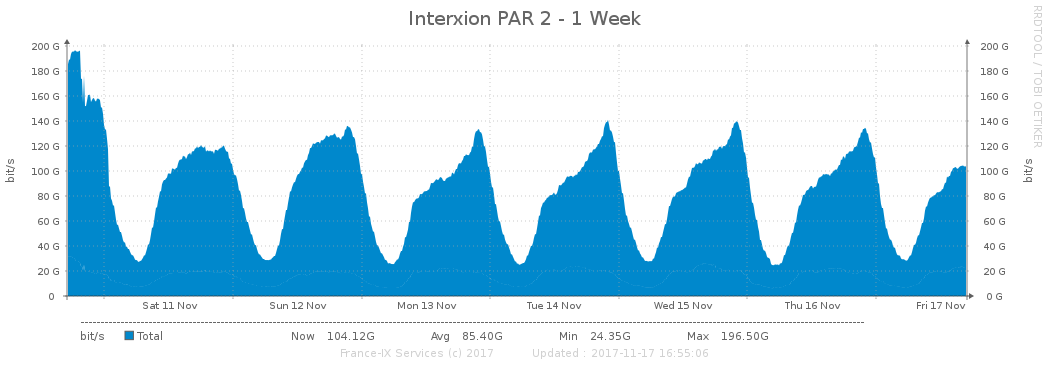 Interxion PAR 2 - 1 Week
RRDTOOL / TOBI OETIKER
200 G 200 G
180 G 180 G
160 G 160 G
140 G 140 G
120 G 120 G
100 G 100 G
80 G 80 G
60 G 60 G
40 G 40 G
20 G 20 G
0 0 G
bit/s
bit/s
Sat 11 Nov Sun 12 Nov Mon 13 Nov Tue 14 Nov Wed 15 Nov Thu 16 Nov Fri 17 Nov
bit/s Total Now 104.12G Avg 85.40G Min 24.35G Max 196.50G
France-IX Services (c) 2017 Updated : 2017-11-17 16:55:06